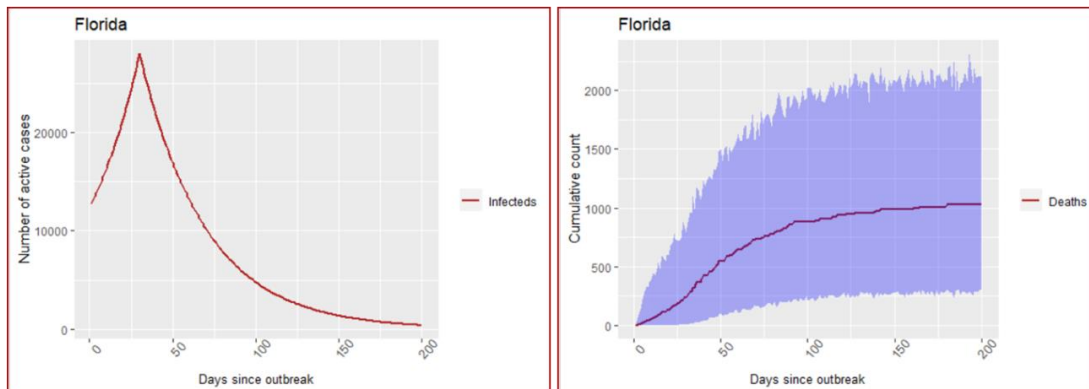 Florida
Number of active cases
20000
10000
0
0
50
100
150
200
Days since outbreak
Infecteds
Florida
Cumulative count
2000
1500
1000
500
0
0
50
100
150
200
Days since outbreak
Deaths